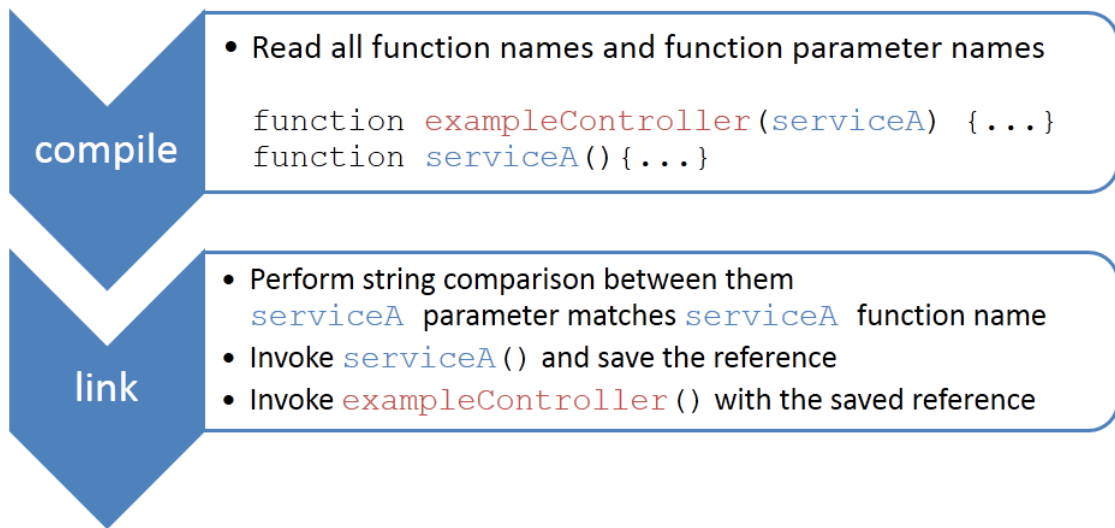 compile
• Read all function names and function parameter names
function exampleController(serviceA) {...}
function serviceA(){...}
link
• Perform string comparison between them
serviceA parameter matches serviceA function name
• Invoke serviceA() and save the reference
• Invoke exampleController() with the saved reference